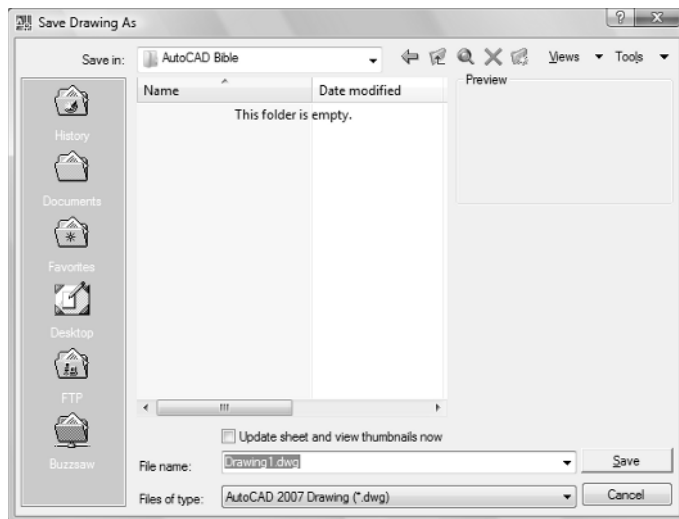 Save Drawing As
Save in: AutoCAD Bible Views Tools
Name Date modified Preview
This folder is empty.
History
Documents
Favorites
Desktop
FTP
Buzzsaw
Update sheet and view thumbnails now
File name: Drawing1.dwg Save
Files of type: AutoCAD 2007 Drawing (*.dwg) Cancel